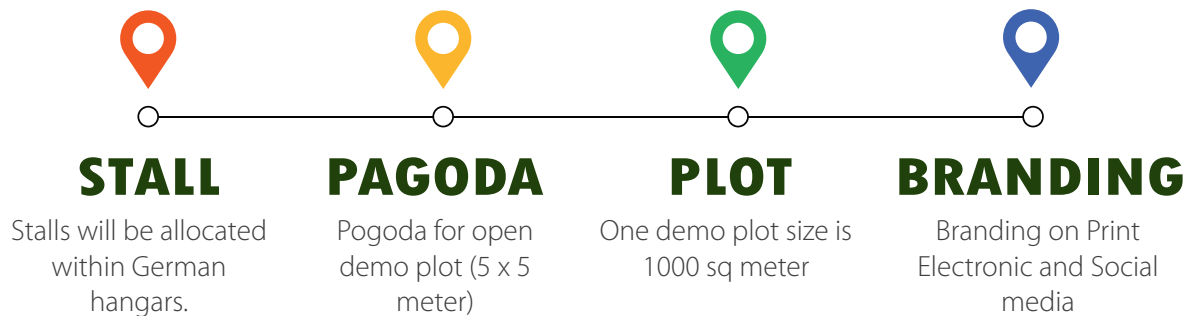 STALL
Stalls will be allocated
within German
hangars.
PAGODA
Pogoda for open
demo plot (5 x 5
meter)
PLOT
One demo plot size is
1000 sq meter
BRANDING
Branding on Print
Electronic and Social
media